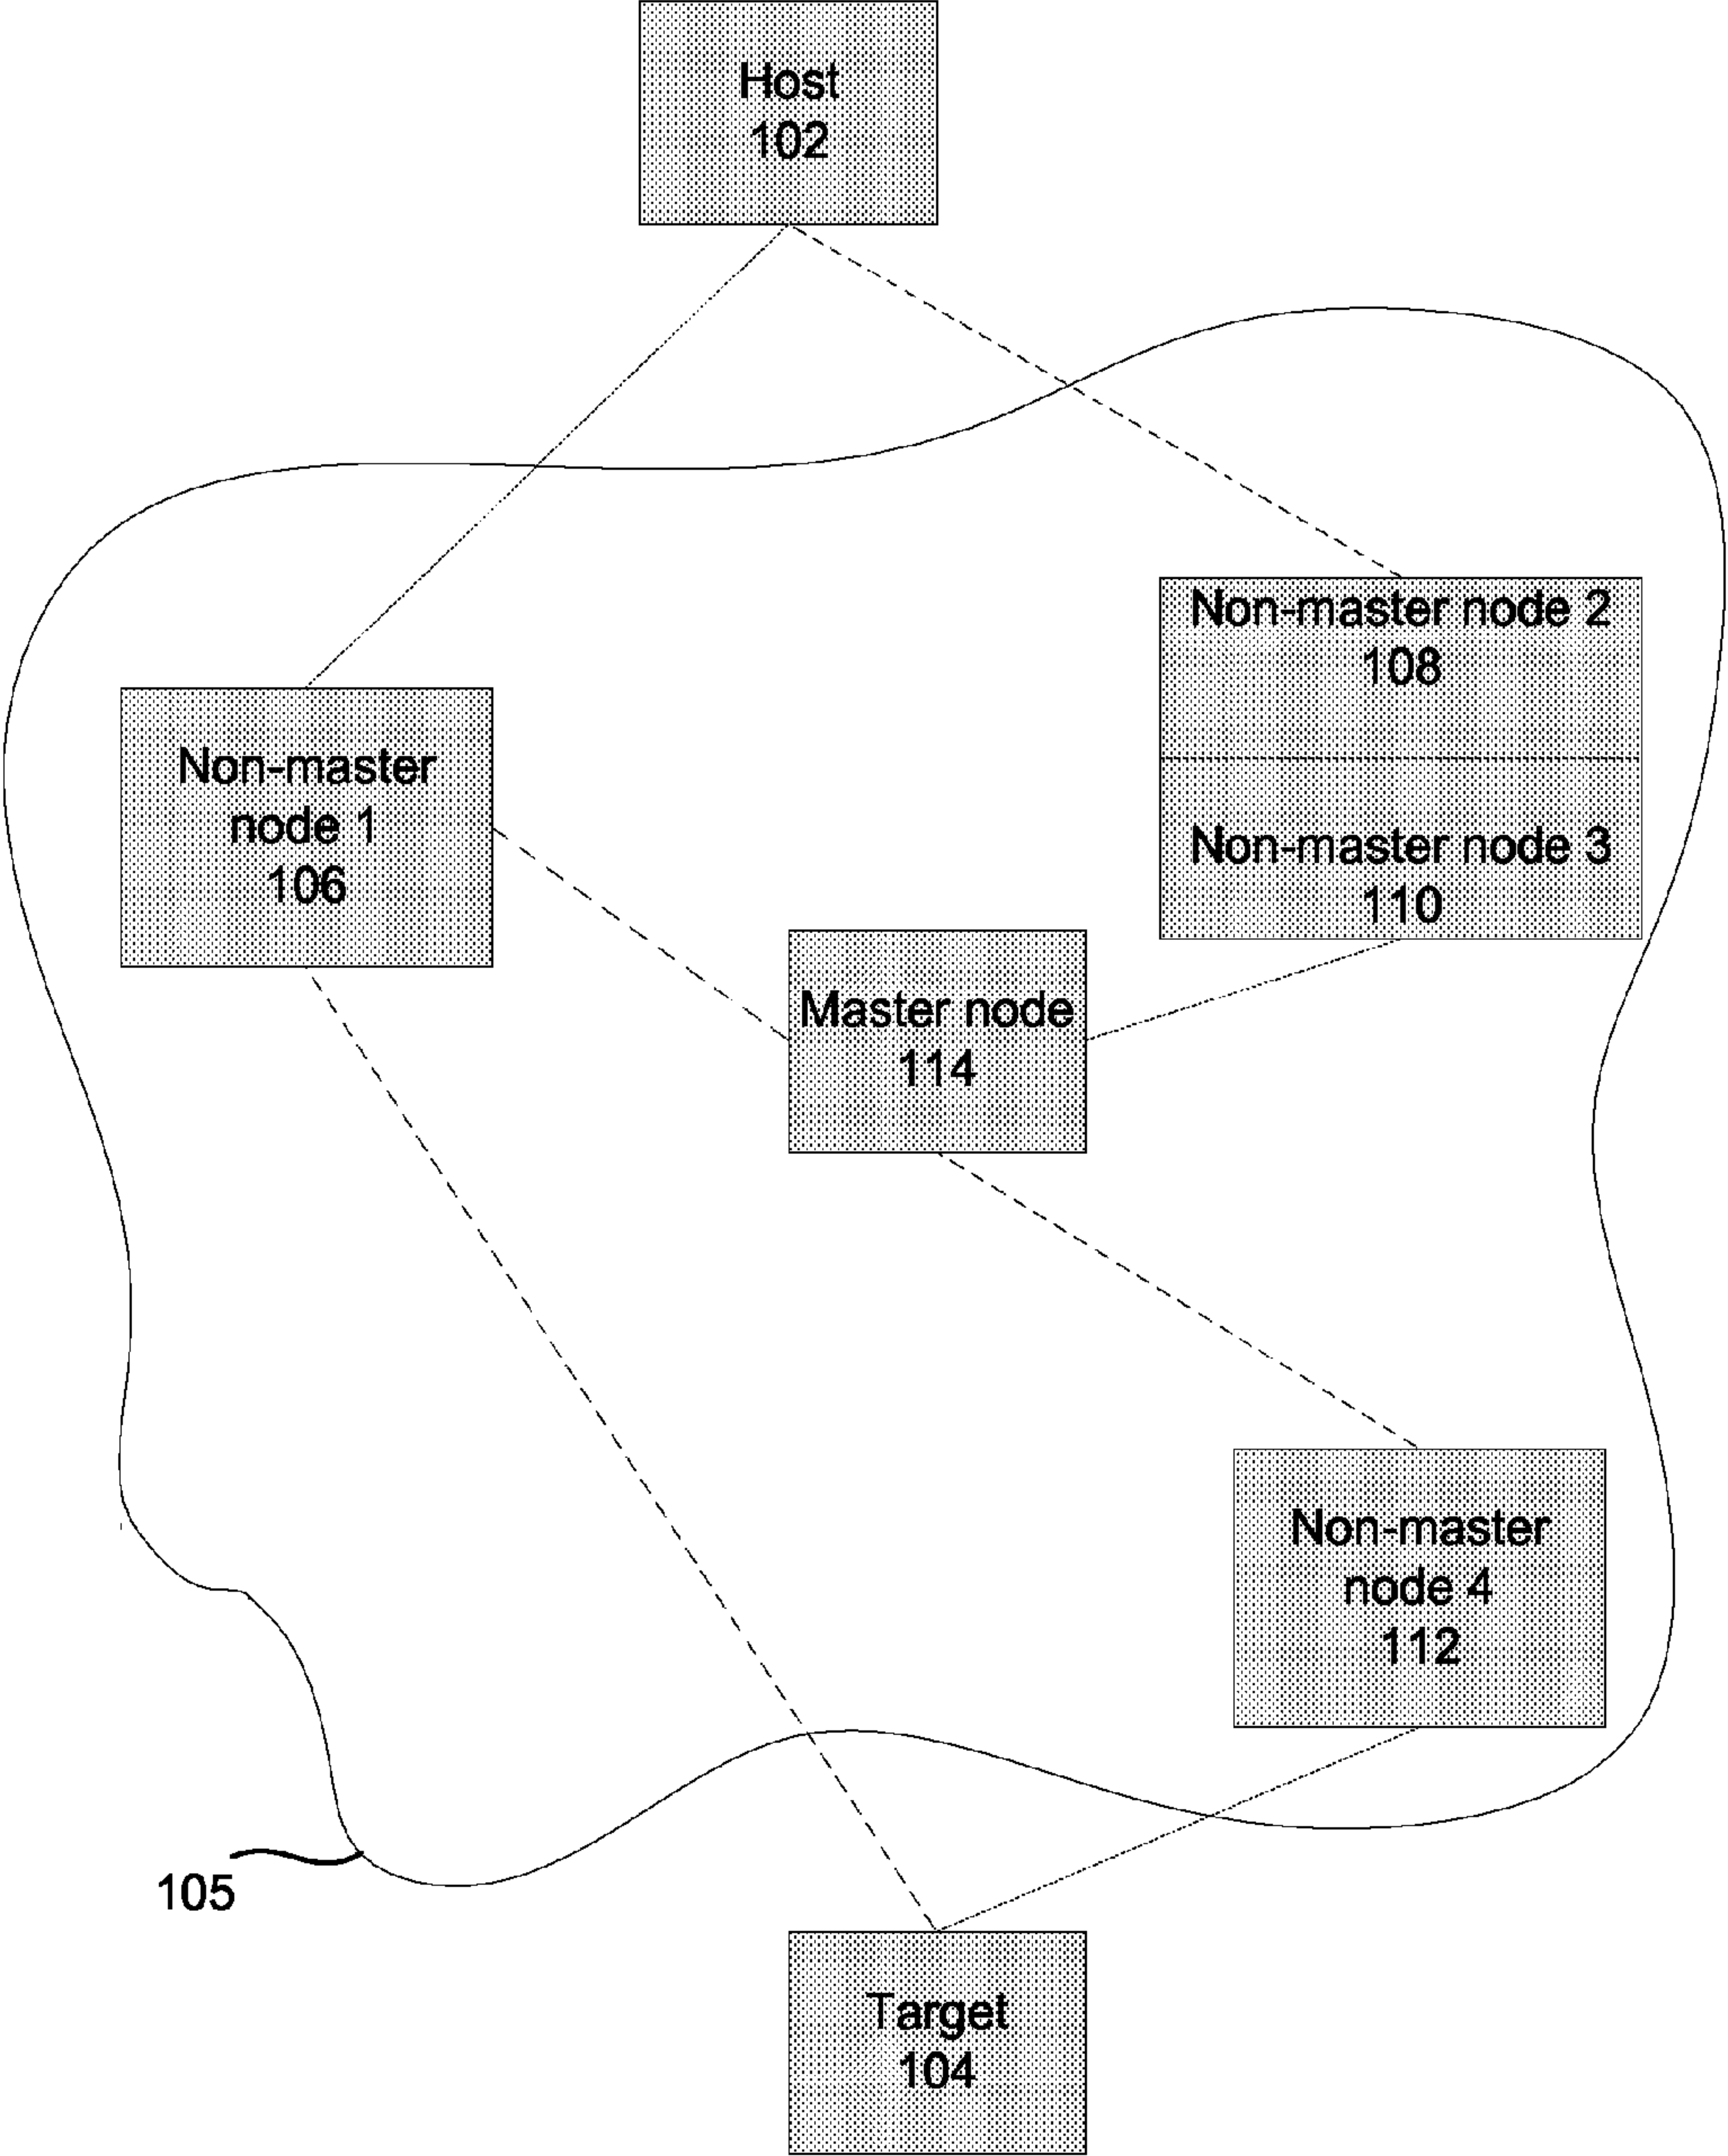 Host
102
Non-master node 2
108
Non-master
node 1
106
Non-master node 3
110
Master node
114
Non-master
node 4
112
105
Target
104